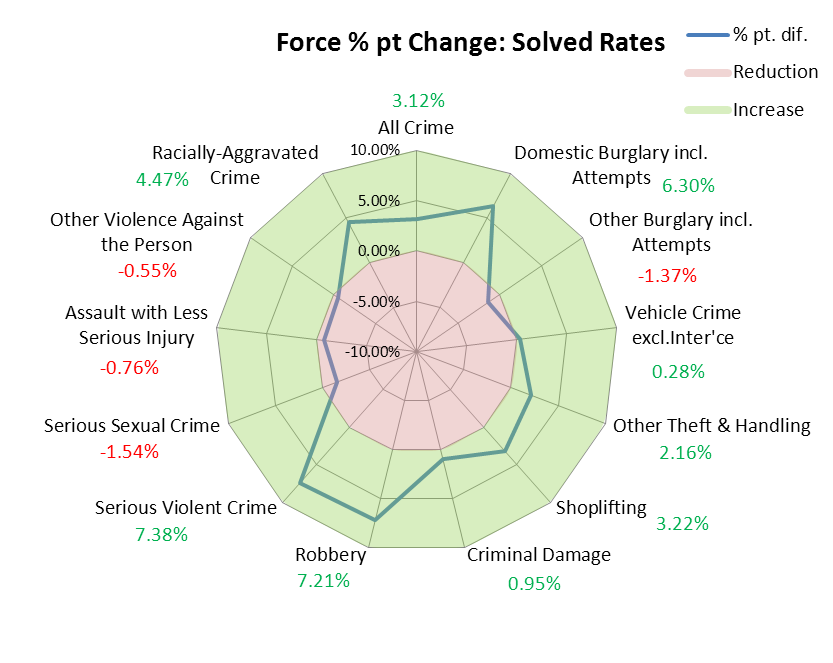 Force % pt Change: Solved Rates
% pt. dif.
Reduction
Increase
3.12%
All Crime
10.00%
5.00%
0.00%
-5.00%
-10.00%
Domestic Burglary incl.
Attempts
6.30%
Other Burglary incl.
Attempts
-1.37%
Vehicle Crime
excl.Inter'ce
0.28%
Other Theft & Handling
2.16%
Shoplifting
3.22%
Criminal Damage
0.95%
Robbery
7.21%
Serious Violent Crime
7.38%
Serious Sexual Crime
-1.54%
Assault with Less
Serious Injury
-0.76%
Other Violence Against
the Person
-0.55%
Racially-Aggravated
Crime
4.47%